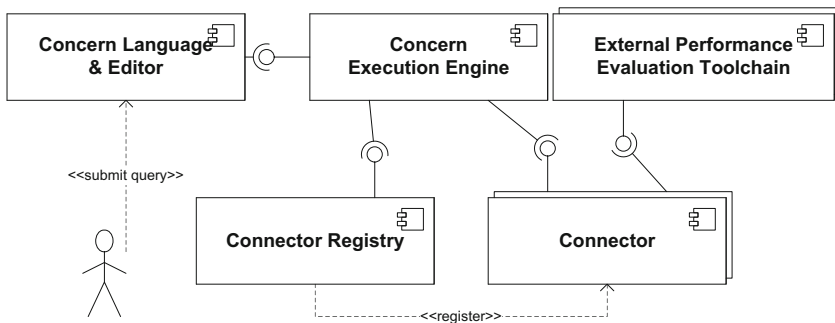 Concern Language
& Editor
Concern
Execution Engine
External Performance
Evaluation Toolchain
<<submit query>>
Connector Registry
Connector
<<register>>